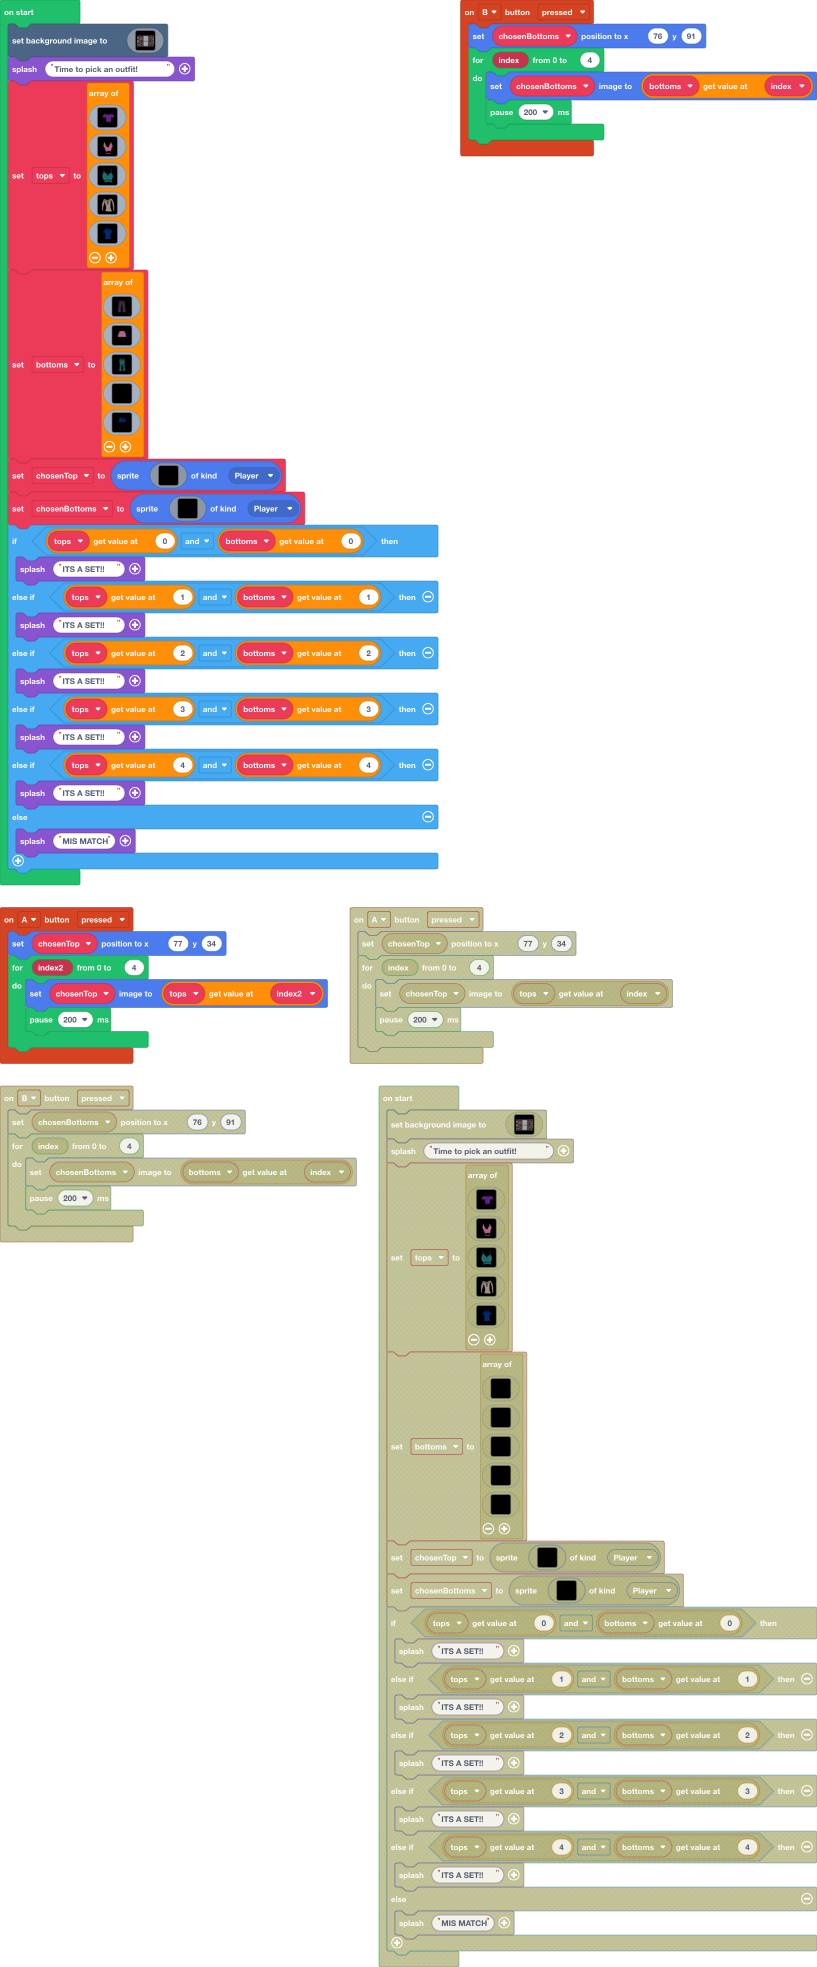 on start
set background image to
splash "Time to pick an outfit! "
array of
set tops to
array of
set bottoms to
set chosenTop to sprite of kind Player
set chosenBottoms to sprite of kind Player
if tops get value at 0 and bottoms get value at 0 then
splash "ITS A SET!! "
else if tops get value at 1 and bottoms get value at 1 then
splash "ITS A SET!! "
else if tops get value at 2 and bottoms get value at 2 then
splash "ITS A SET!! "
else if tops get value at 3 and bottoms get value at 3 then
splash "ITS A SET!! "
else if tops get value at 4 and bottoms get value at 4 then
splash "ITS A SET!! "
else
splash "MIS MATCH"
on B button pressed
set chosenBottoms position to x 76 y 91
for index from 0 to 4
do
set chosenBottoms image to bottoms get value at index
pause 200 ms
on A button pressed
set chosenTop position to x 77 y 34
for index2 from 0 to 4
do
set chosenTop image to tops get value at index2
pause 200 ms
on A button pressed
set chosenTop position to x 77 y 34
for index from 0 to 4
do
set chosenTop image to tops get value at index
pause 200 ms
on B button pressed
set chosenBottoms position to x 76 y 91
for index from 0 to 4
do
set chosenBottoms image to bottoms get value at index
pause 200 ms
on start
set background image to
splash "Time to pick an outfit! "
array of
set tops to
array of
set bottoms to
set chosenTop to sprite of kind Player
set chosenBottoms to sprite of kind Player
if tops get value at 0 and bottoms get value at 0 then
splash "ITS A SET!! "
else if tops get value at 1 and bottoms get value at 1 then
splash "ITS A SET!! "
else if tops get value at 2 and bottoms get value at 2 then
splash "ITS A SET!! "
else if tops get value at 3 and bottoms get value at 3 then
splash "ITS A SET!! "
else if tops get value at 4 and bottoms get value at 4 then
splash "ITS A SET!! "
else
splash "MIS MATCH"